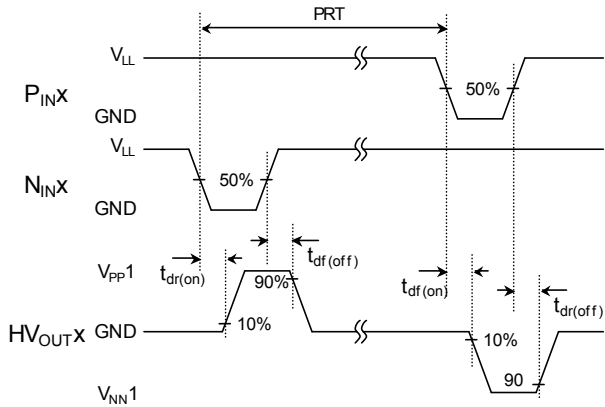 PRT
V_LL
P_INX 50%
GND
V_LL
N_INX 50%
GND
t_dr(on) t_df(off)
V_PP1 90%
t_df(on) t_dr(off)
HV_OUTX GND 10% 10%
90
V_NN1